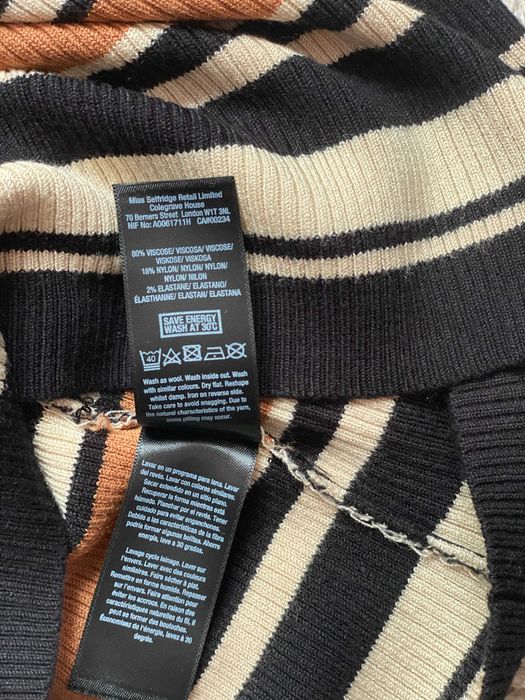 Miss Selfridge Retail Limited
Colegrave House
70 Berners Street London W1T 3NL
NIF No: A0061711H CA#00234
80% VISCOSE/ VISCOSA/ VISCOSE/
VISKOSE/ VISKOSE/
18% NYLON/ NYLON/ NYLON/
NYLON/ NILON
2% ELASTANE/ ELASTANO/
ÉLASTHANNE/ ELASTAN/ ELASTANA
SAVE ENERGY
WASH AT 30°C
40
Wash as wool. Wash inside out. Wash
with similar colours. Dry flat. Reshape
whilst damp. Iron on reverse side.
Take care to avoid snagging. Due to
the natural characteristics of the yarn,
some pilling may occur.
Lavar en un programa para lana. Lavar
del revés. Lavar con colores similares.
Secar extendido en un sitio plano.
Recuperar la forma mientras está
húmedo. Planchar por el revés. Tener
cuidado para evitar enganchones.
Debido a las características de la fibra
podría formar algunas bolitas. Ahorre
energía, lave a 30 grados.
Lavage cycle lainage. Laver sur
l'envers. Laver avec des couleurs
similaires. Faire sécher à plat.
Remettre en forme humide. Repasser
sur l'envers. Faire attention pour
éviter les accrocs. En raison des
caractéristiques naturelles du fil, il
peut se former des bouloches.
Économisez de l'énergie, lavez à 30
degrés.